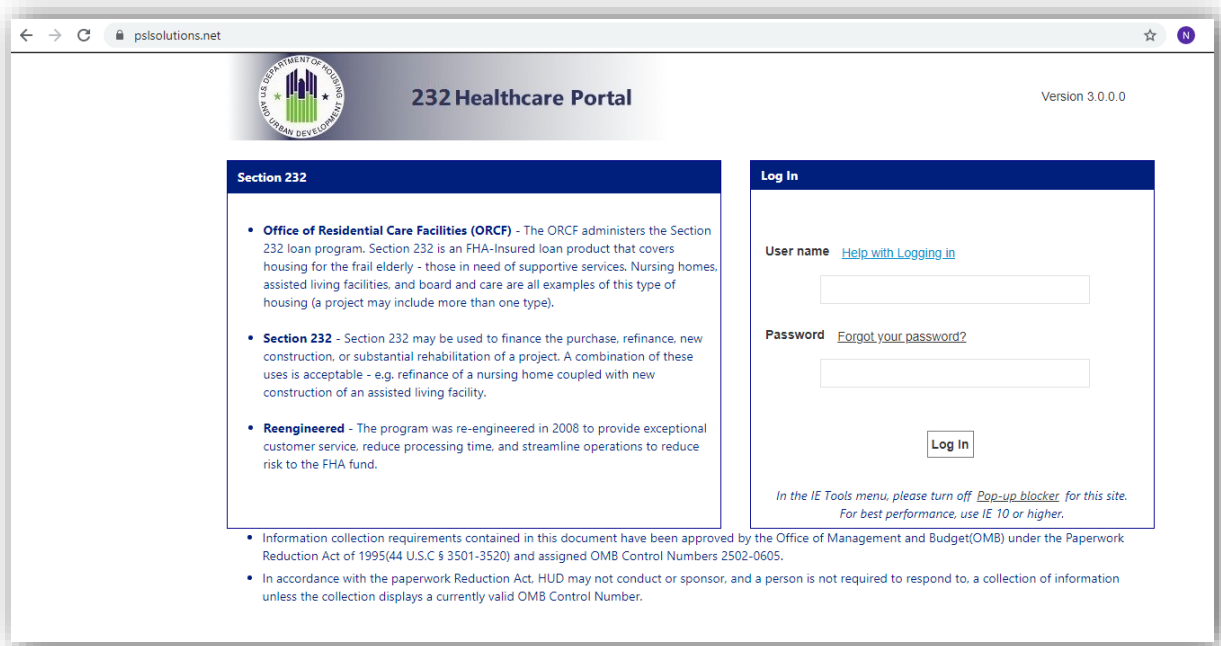 pslsolutions.net
N
U.S. DEPARTMENT OF HOUSING
AND URBAN DEVELOPMENT
232 Healthcare Portal
Version 3.0.0.0
Section 232
• Office of Residential Care Facilities (ORCF) - The ORCF administers the Section
232 loan program. Section 232 is an FHA-Insured loan product that covers
housing for the frail elderly - those in need of supportive services. Nursing homes,
assisted living facilities, and board and care are all examples of this type of
housing (a project may include more than one type).
• Section 232 - Section 232 may be used to finance the purchase, refinance, new
construction, or substantial rehabilitation of a project. A combination of these
uses is acceptable - e.g. refinance of a nursing home coupled with new
construction of an assisted living facility.
• Reengineered - The program was re-engineered in 2008 to provide exceptional
customer service, reduce processing time, and streamline operations to reduce
risk to the FHA fund.
Log In
User name Help with Logging in
Password Forgot your password?
Log In
In the IE Tools menu, please turn off Pop-up blocker for this site.
For best performance, use IE 10 or higher.
• Information collection requirements contained in this document have been approved by the Office of Management and Budget(OMB) under the Paperwork
Reduction Act of 1995(44 U.S.C § 3501-3520) and assigned OMB Control Numbers 2502-0605.
• In accordance with the paperwork Reduction Act, HUD may not conduct or sponsor, and a person is not required to respond to, a collection of information
unless the collection displays a currently valid OMB Control Number.